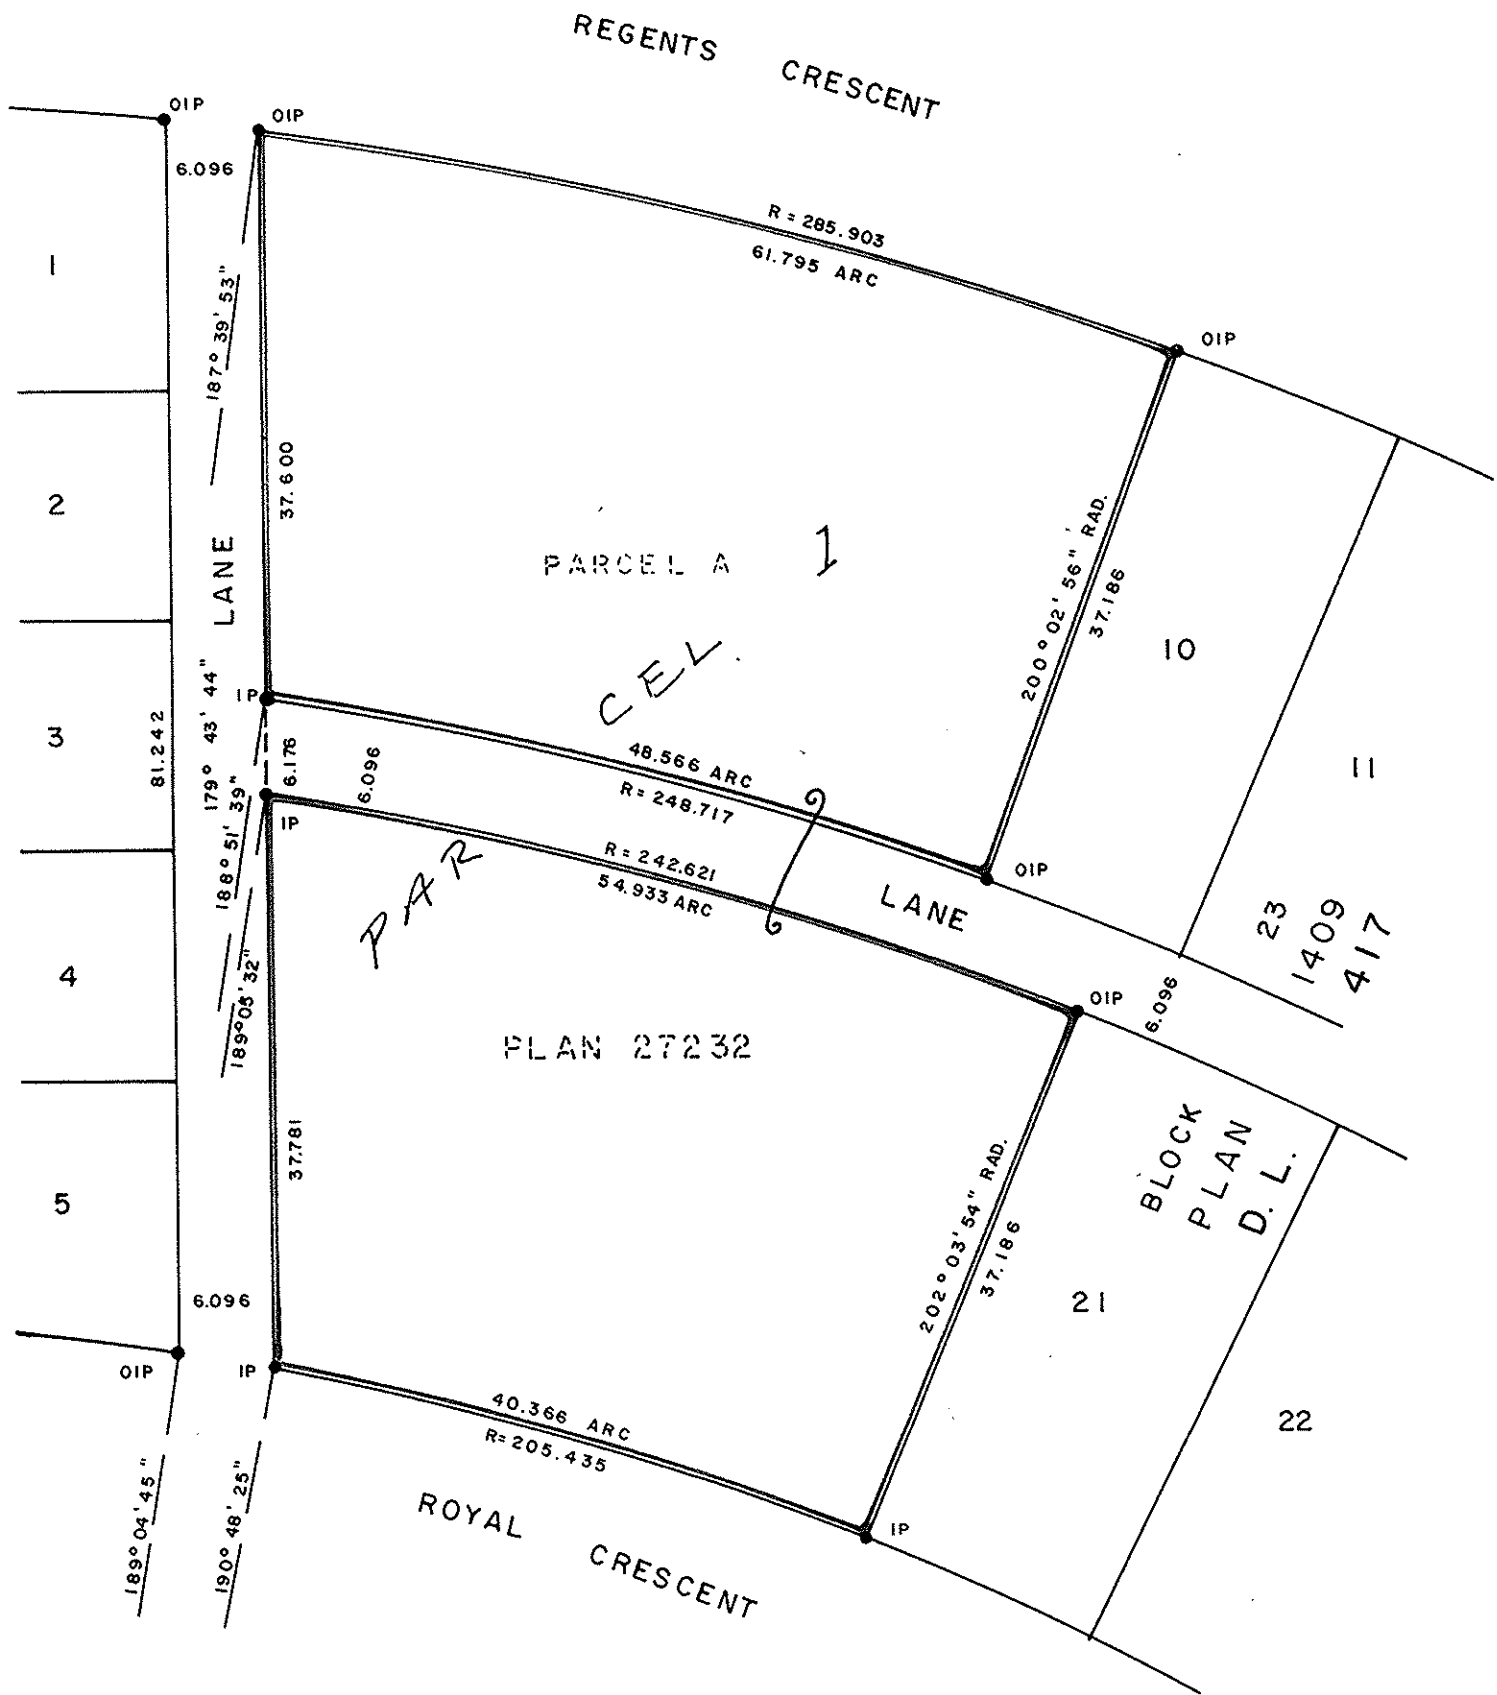 REGENTS CRESCENT
OIP
OIP
6.096
R = 285.903
61.795 ARC
OIP
1
187° 39' 53"
2
LANE
37.600
PARCEL A
1
200° 02' 56" RAD.
37.186
10
11
CEL
3
81.242
179° 43' 44"
IP
6.176
6.096
48.566 ARC
R = 248.717
OIP
188° 51' 39"
IP
PAR
R = 242.621
54.933 ARC
LANE
23
1409
417
4
189° 05' 32"
OIP
6.096
PLAN 27232
BLOCK
PLAN
D. L.
37.781
5
202° 03' 54" RAD.
37.186
21
22
6.096
OIP
IP
40.366 ARC
R= 205.435
IP
189° 04' 45"
190° 48' 25"
ROYAL CRESCENT